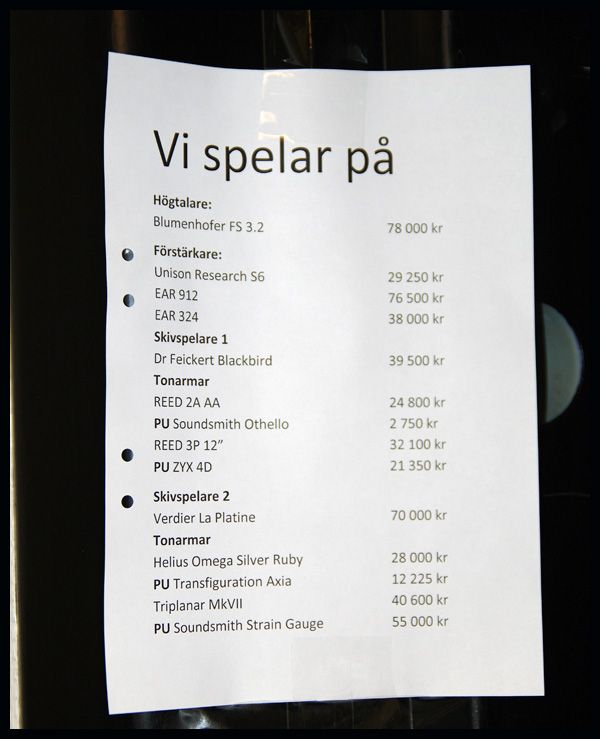 Vi spelar på
Högtalare:
Blumenhofer FS 3.2 78 000 kr
Förstärkare:
Unison Research S6 29 250 kr
EAR 912 76 500 kr
EAR 324 38 000 kr
Skivspelare 1
Dr Feickert Blackbird 39 500 kr
Tonarmar
REED 2A AA 24 800 kr
PU Soundsmith Othello 2 750 kr
REED 3P 12” 32 100 kr
PU ZYX 4D 21 350 kr
Skivspelare 2
Verdier La Platine 70 000 kr
Tonarmar
Helius Omega Silver Ruby 28 000 kr
PU Transfiguration Axia 12 225 kr
Triplanar MkVII 40 600 kr
PU Soundsmith Strain Gauge 55 000 kr